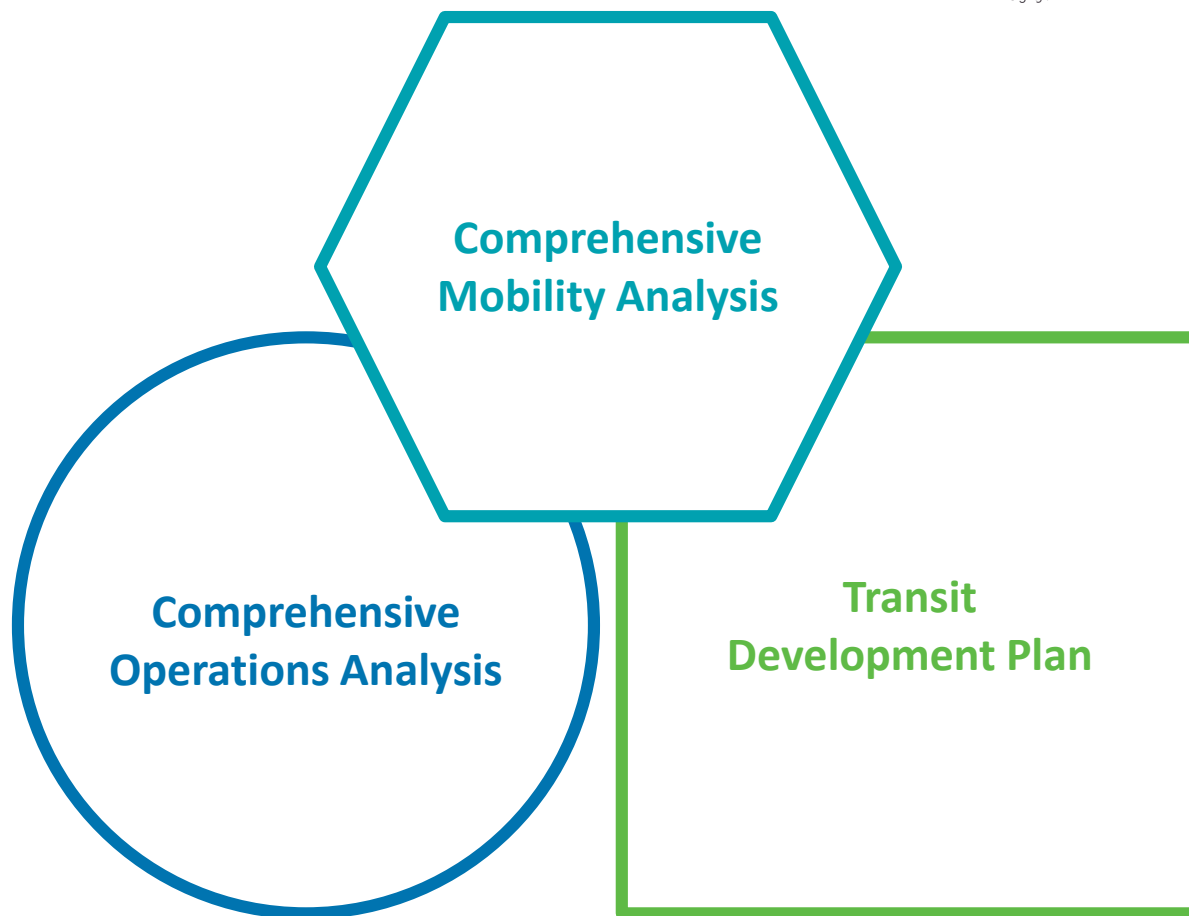 Comprehensive
Mobility Analysis
Comprehensive
Operations Analysis
Transit
Development Plan